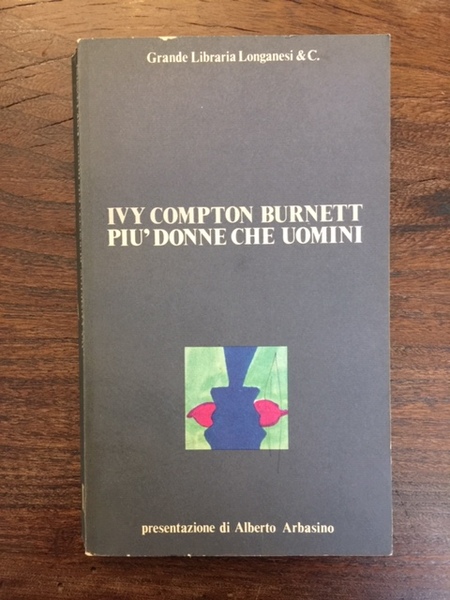 Grande Libraria Longanesi & C.
IVY COMPTON BURNETT
PIU' DONNE CHE UOMINI
presentazione di Alberto Arbasino